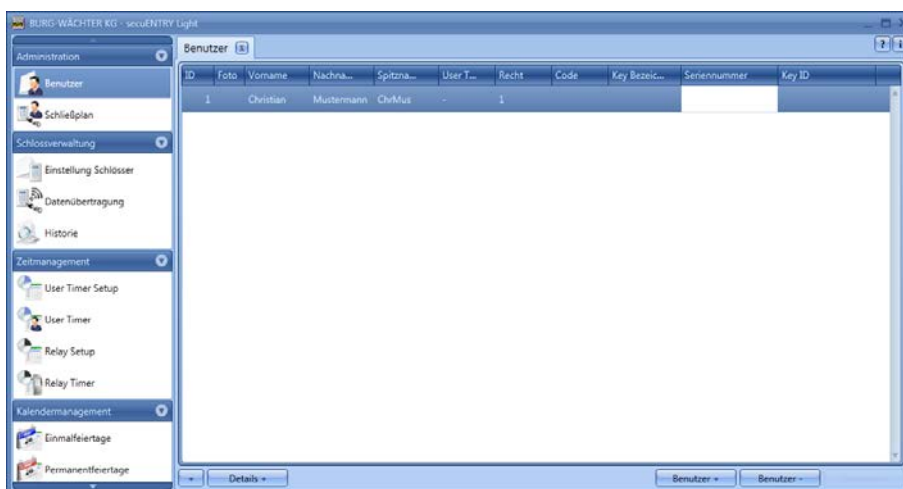 BURG-WÄCHTER KG - secuENTRY Light
Administration
Benutzer
Schließplan
Schlossverwaltung
Einstellung Schlösser
Datenübertragung
Historie
Zeitmanagement
User Timer Setup
User Timer
Relay Setup
Relay Timer
Kalendermanagement
Einmalfeiertage
Permanentfeiertage
Benutzer
ID Foto Vorname Nachna... Spitzna... User T... Recht Code Key Bezeic... Seriennummer Key ID
1 Christian Mustermann ChrMus - 1
Details + Benutzer + Benutzer -